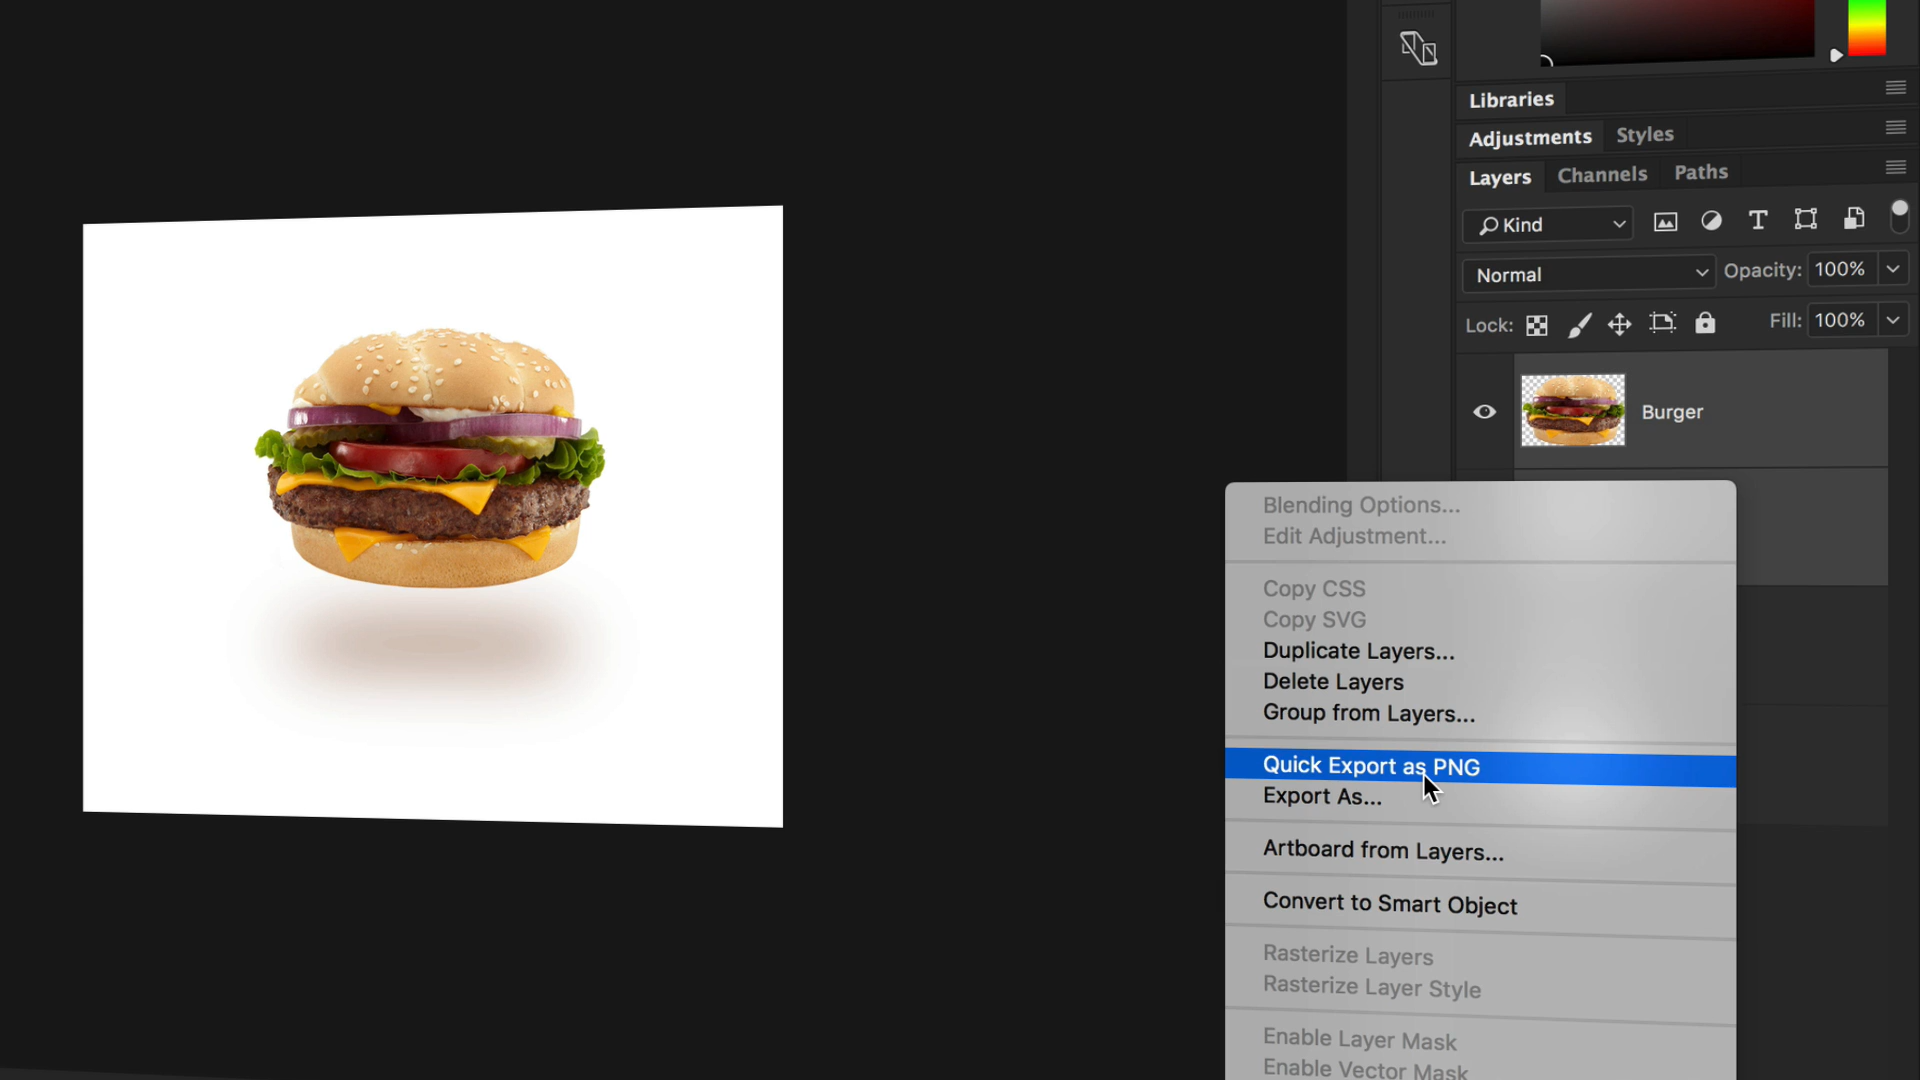 Libraries
Adjustments Styles
Layers Channels Paths
Kind
Normal Opacity: 100%
Lock: Fill: 100%
Burger
Blending Options...
Edit Adjustment...
Copy CSS
Copy SVG
Duplicate Layers...
Delete Layers
Group from Layers...
Quick Export as PNG
Export As...
Artboard from Layers...
Convert to Smart Object
Rasterize Layers
Rasterize Layer Style
Enable Layer Mask
Enable Vector Mask